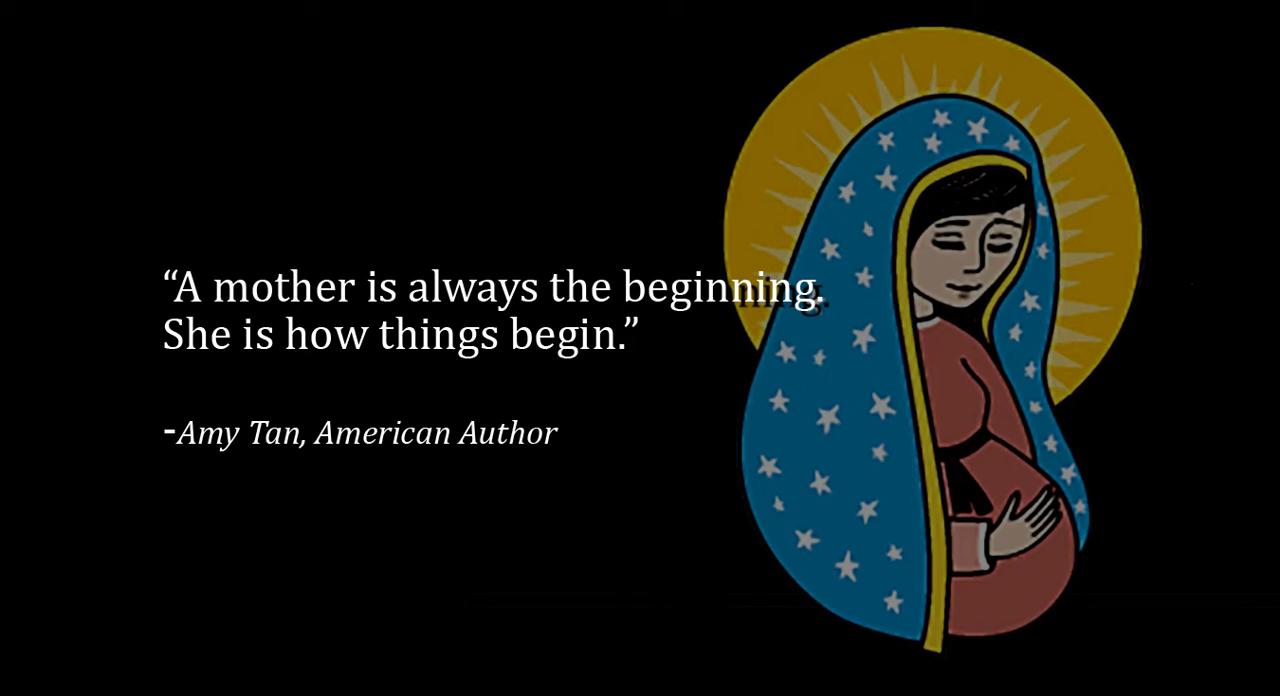 “A mother is always the beginning.
She is how things begin.”
-Amy Tan, American Author